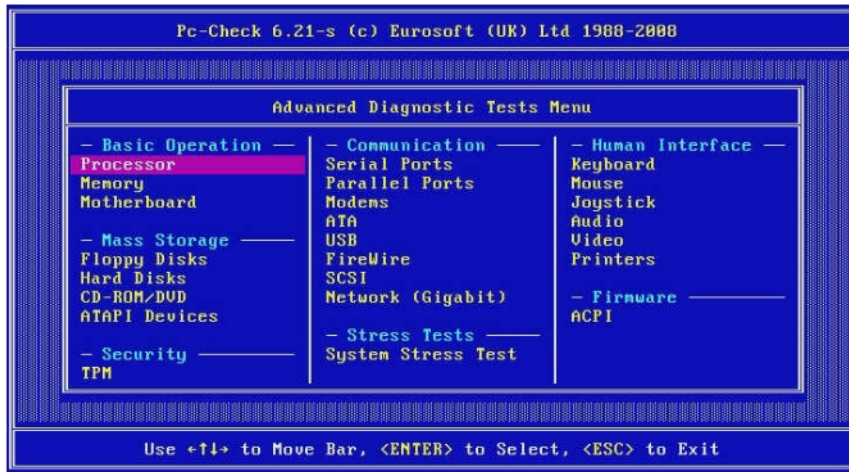 Pc-Check 6.21-s (c) Eurosoft (UK) Ltd 1988-2008
Advanced Diagnostic Tests Menu
— Basic Operation —
Processor
Memory
Motherboard
— Mass Storage —
Floppy Disks
Hard Disks
CD-ROM/DVD
ATAPI Devices
— Security —
TPM
— Communication —
Serial Ports
Parallel Ports
Modems
ATA
USB
FireWire
SCSI
Network (Gigabit)
— Stress Tests —
System Stress Test
— Human Interface —
Keyboard
Mouse
Joystick
Audio
Video
Printers
— Firmware —
ACPI
Use ←↑↓→ to Move Bar, <ENTER> to Select, <ESC> to Exit